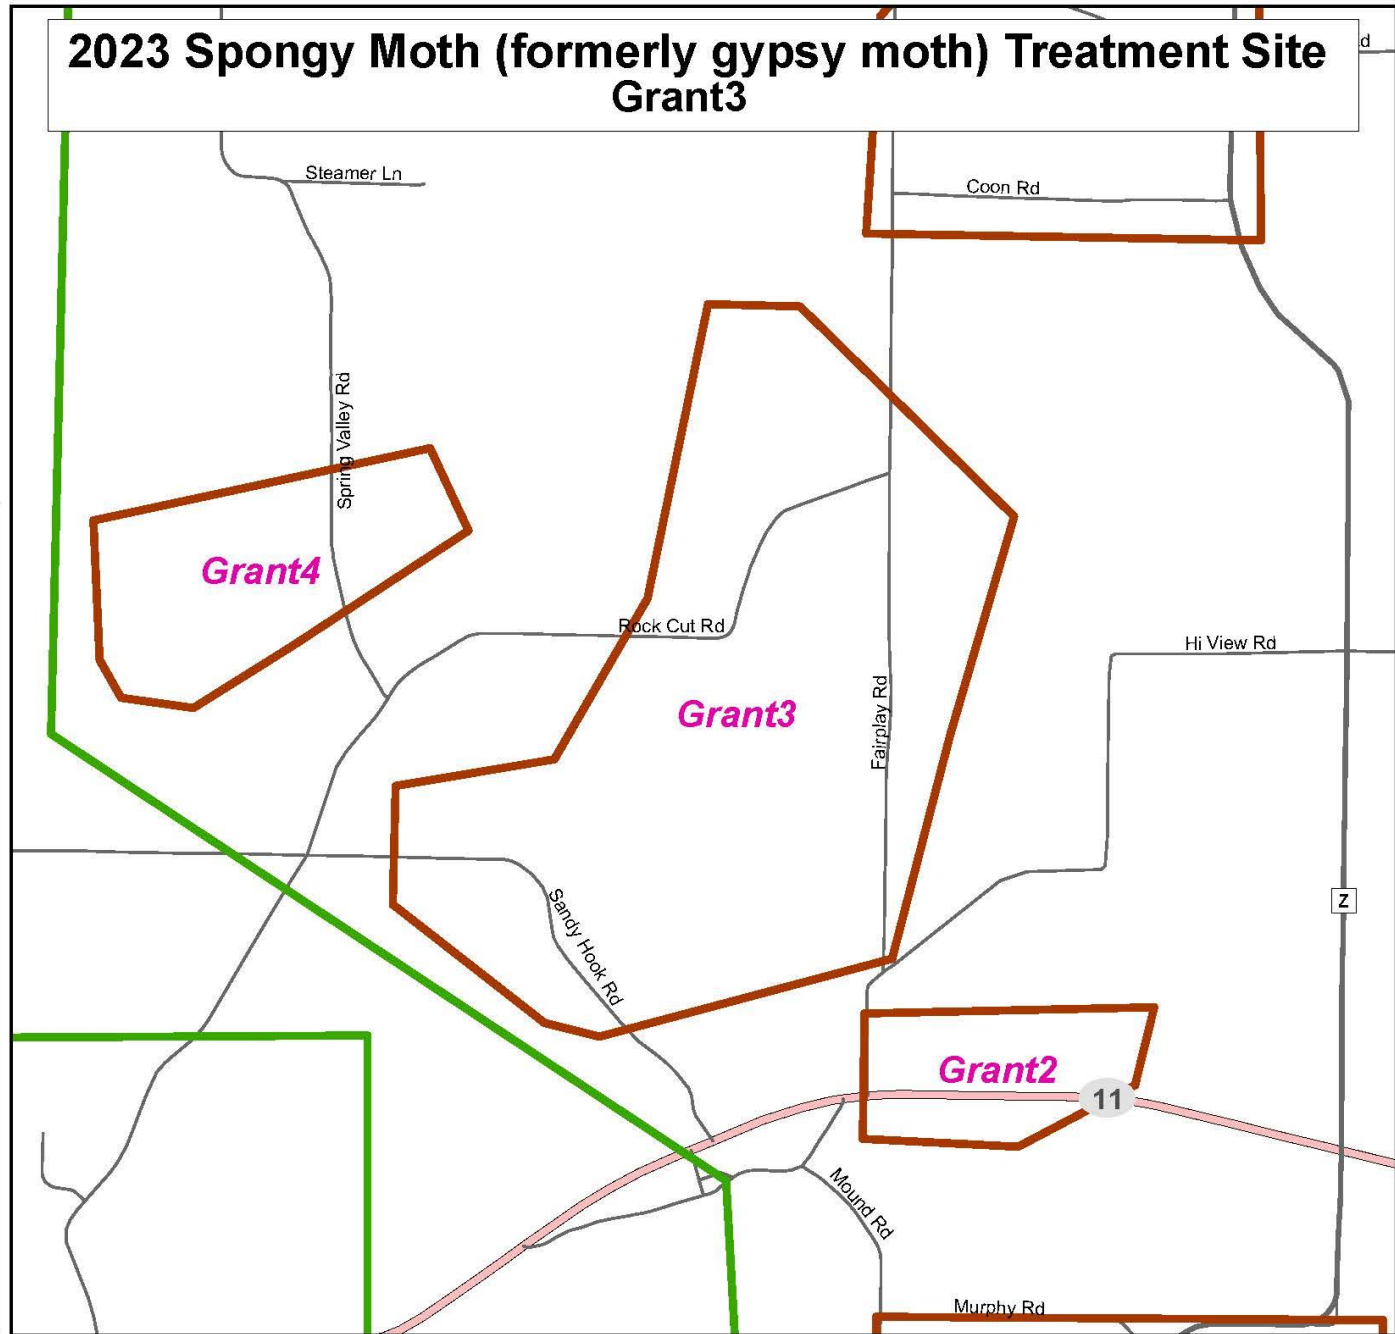 2023 Spongy Moth (formerly gypsy moth) Treatment Site
Grant3
d
Steamer Ln
Coon Rd
Spring Valley Rd
Grant4
Rock Cut Rd
Hi View Rd
Grant3
Fairplay Rd
Z
Sandy Hook Rd
Grant2
11
Mound Rd
Murphy Rd